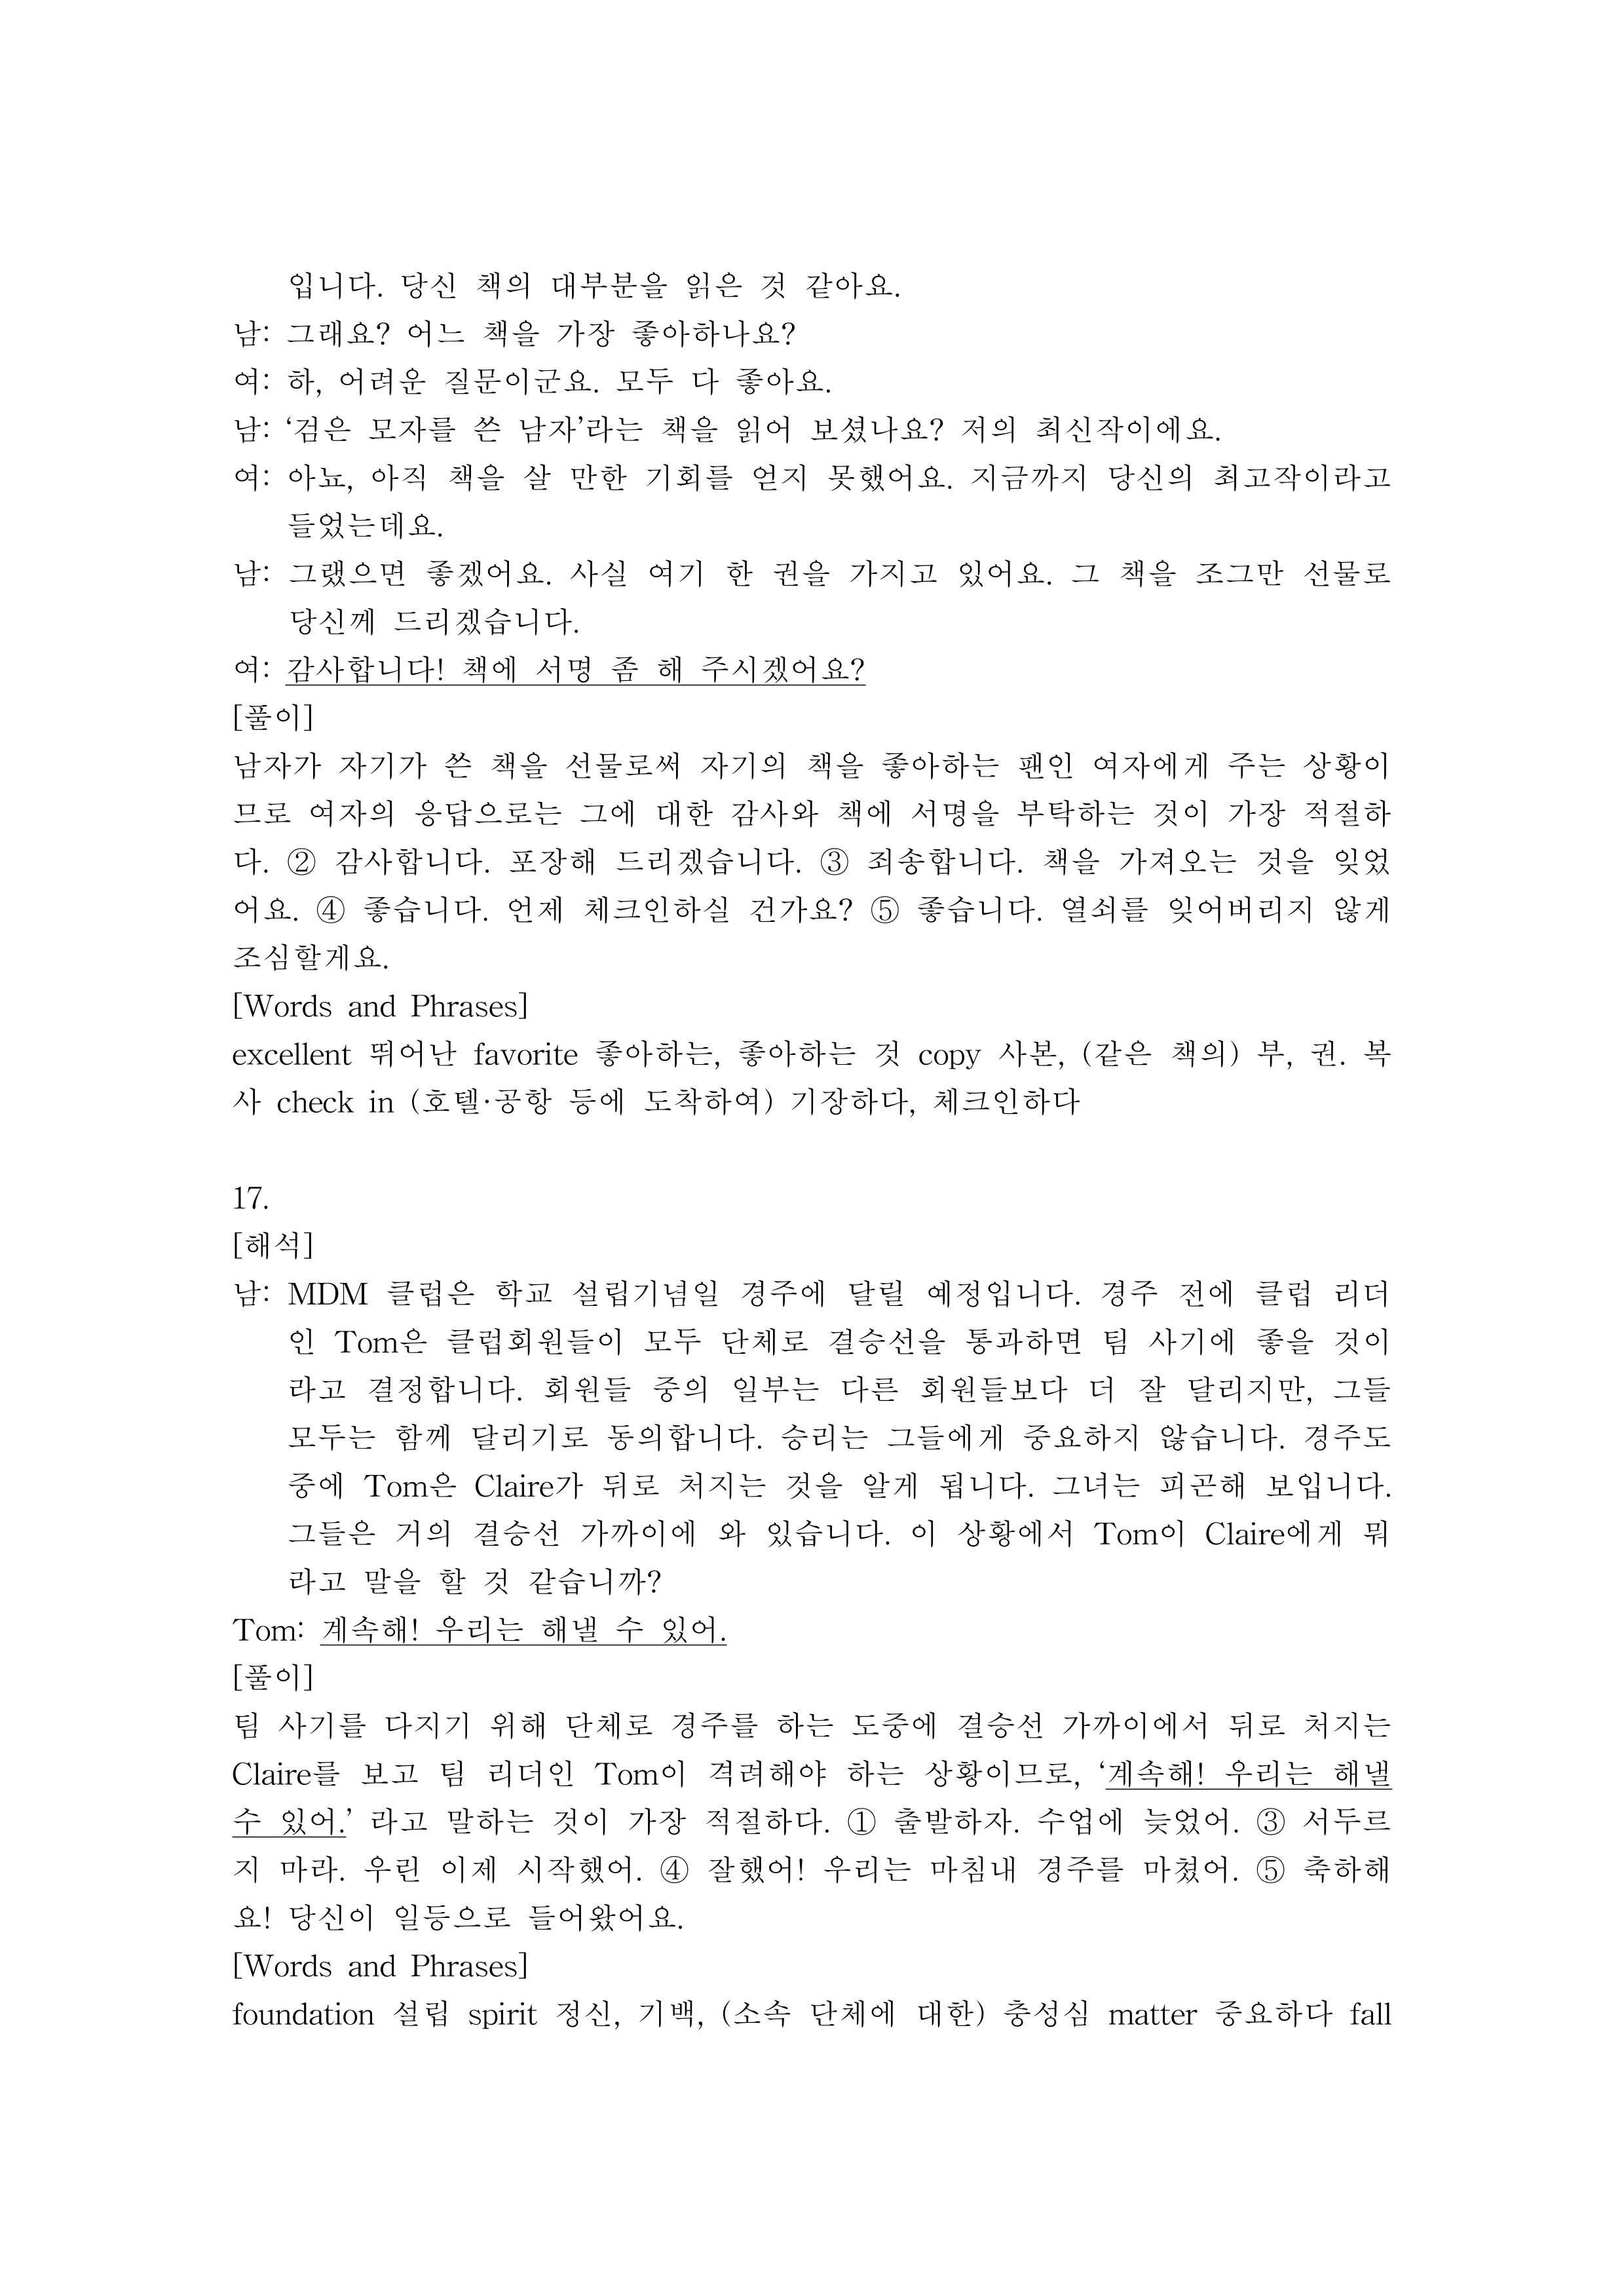 입니다. 당신 책의 대부분을 읽은 것 같아요.
남: 그래요? 어느 책을 가장 좋아하나요?
여: 하, 어려운 질문이군요. 모두 다 좋아요.
남: ‘검은 모자를 쓴 남자’라는 책을 읽어 보셨나요? 저의 최신작이에요.
여: 아뇨, 아직 책을 살 만한 기회를 얻지 못했어요. 지금까지 당신의 최고작이라고
들었는데요.
남: 그랬으면 좋겠어요. 사실 여기 한 권을 가지고 있어요. 그 책을 조그만 선물로
당신께 드리겠습니다.
여: 감사합니다! 책에 서명 좀 해 주시겠어요?
[풀이]
남자가 자기가 쓴 책을 선물로써 자기의 책을 좋아하는 팬인 여자에게 주는 상황이
므로 여자의 응답으로는 그에 대한 감사와 책에 서명을 부탁하는 것이 가장 적절하
다. ② 감사합니다. 포장해 드리겠습니다. ③ 죄송합니다. 책을 가져오는 것을 잊었
어요. ④ 좋습니다. 언제 체크인하실 건가요? ⑤ 좋습니다. 열쇠를 잊어버리지 않게
조심할게요.
[Words and Phrases]
excellent 뛰어난 favorite 좋아하는, 좋아하는 것 copy 사본, (같은 책의) 부, 권. 복
사 check in (호텔·공항 등에 도착하여) 기장하다, 체크인하다
17.
[해석]
남: MDM 클럽은 학교 설립기념일 경주에 달릴 예정입니다. 경주 전에 클럽 리더
인 Tom은 클럽회원들이 모두 단체로 결승선을 통과하면 팀 사기에 좋을 것이
라고 결정합니다. 회원들 중의 일부는 다른 회원들보다 더 잘 달리지만, 그들
모두는 함께 달리기로 동의합니다. 승리는 그들에게 중요하지 않습니다. 경주도
중에 Tom은 Claire가 뒤로 처지는 것을 알게 됩니다. 그녀는 피곤해 보입니다.
그들은 거의 결승선 가까이에 와 있습니다. 이 상황에서 Tom이 Claire에게 뭐
라고 말을 할 것 같습니까?
Tom: 계속해! 우리는 해낼 수 있어.
[풀이]
팀 사기를 다지기 위해 단체로 경주를 하는 도중에 결승선 가까이에서 뒤로 처지는
Claire를 보고 팀 리더인 Tom이 격려해야 하는 상황이므로, ‘계속해! 우리는 해낼
수 있어.’ 라고 말하는 것이 가장 적절하다. ① 출발하자. 수업에 늦었어. ③ 서두르
지 마라. 우린 이제 시작했어. ④ 잘했어! 우리는 마침내 경주를 마쳤어. ⑤ 축하해
요! 당신이 일등으로 들어왔어요.
[Words and Phrases]
foundation 설립 spirit 정신, 기백, (소속 단체에 대한) 충성심 matter 중요하다 fall